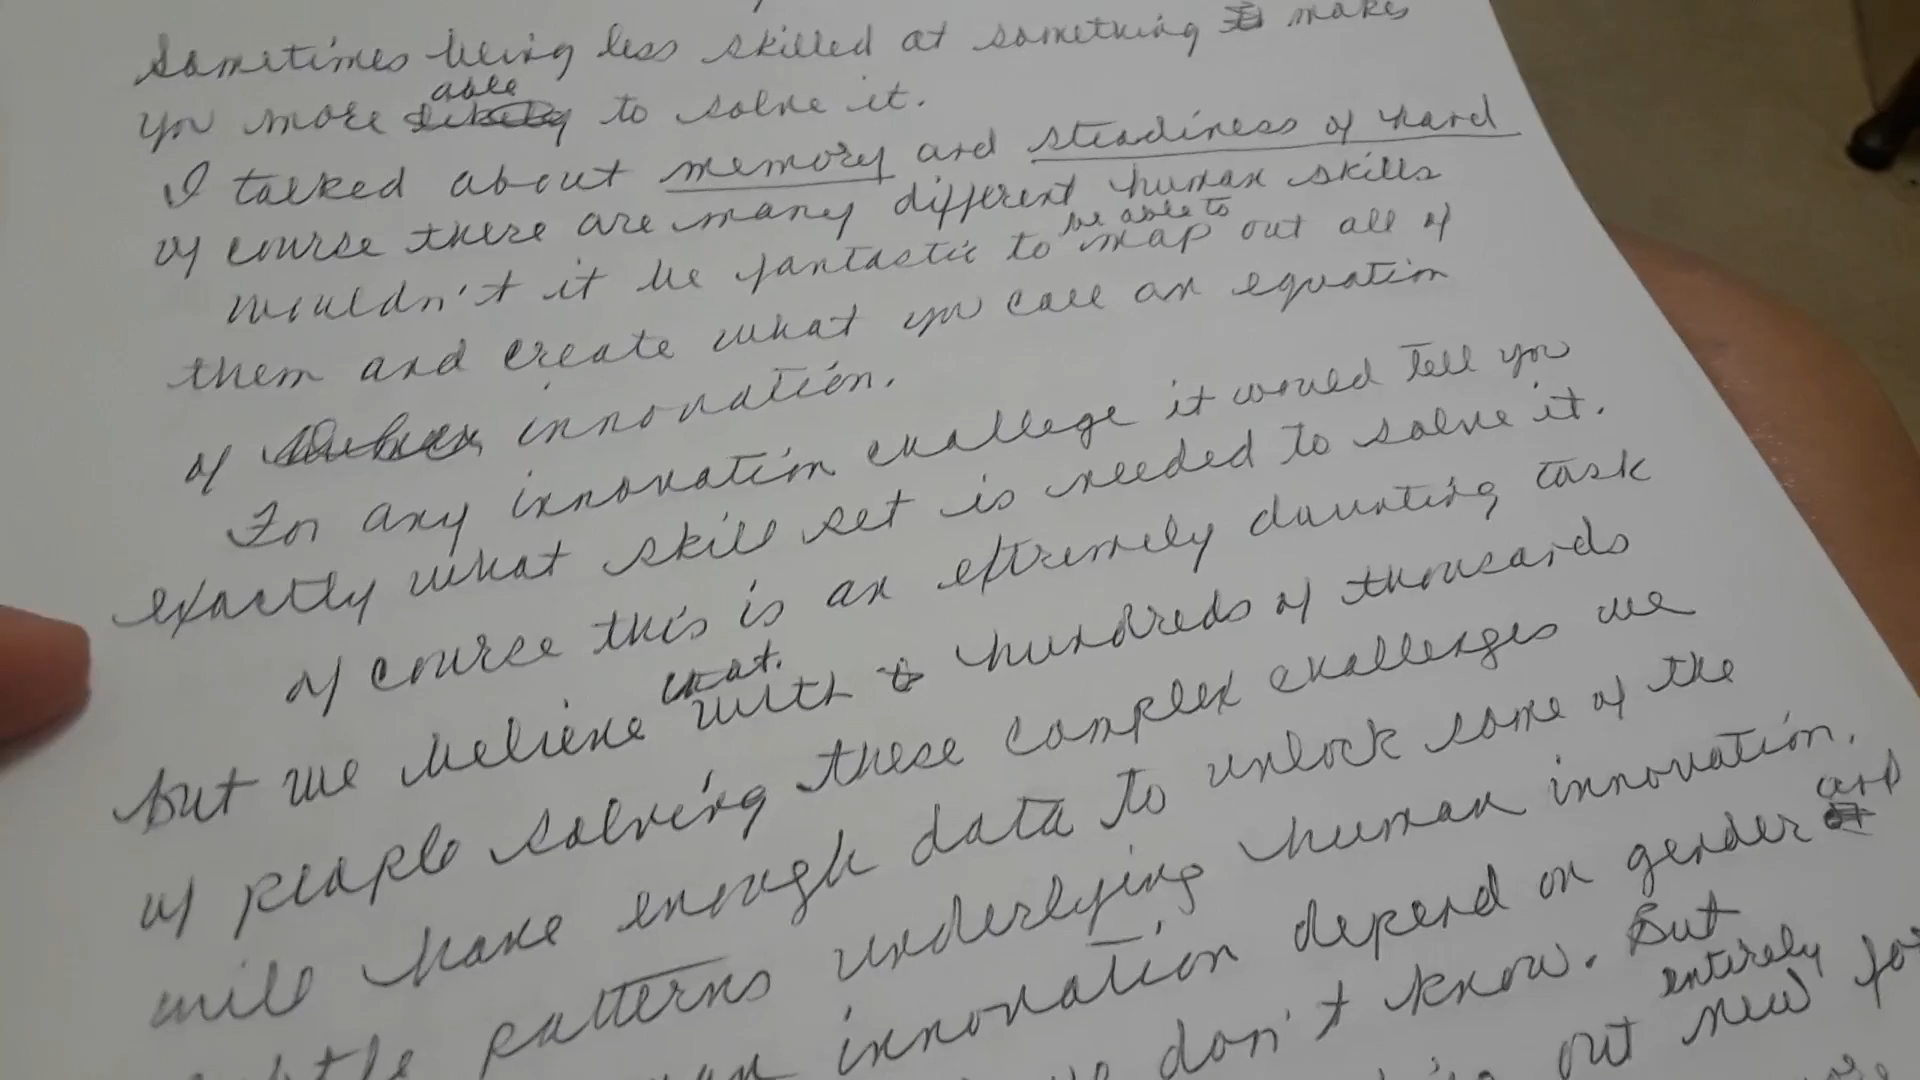 Sometimes being less skilled at something makes
you more able to solve it.
I talked about memory and steadiness of hand
of course there are many different human skills
wouldn't it be fantastic to be able to map out all of
them and create what you call an equation
of innovation.
For any innovation challege it would tell you
exactly what skill set is needed to solve it.
of course this is an extremely daunting task
but we believe that with hundreds of thousands
of people solving these complex challenges we
will have enough data to unlock some of the
patterns underlying human innovation.
innovation depend on gender and
don't know. But
out entirely new